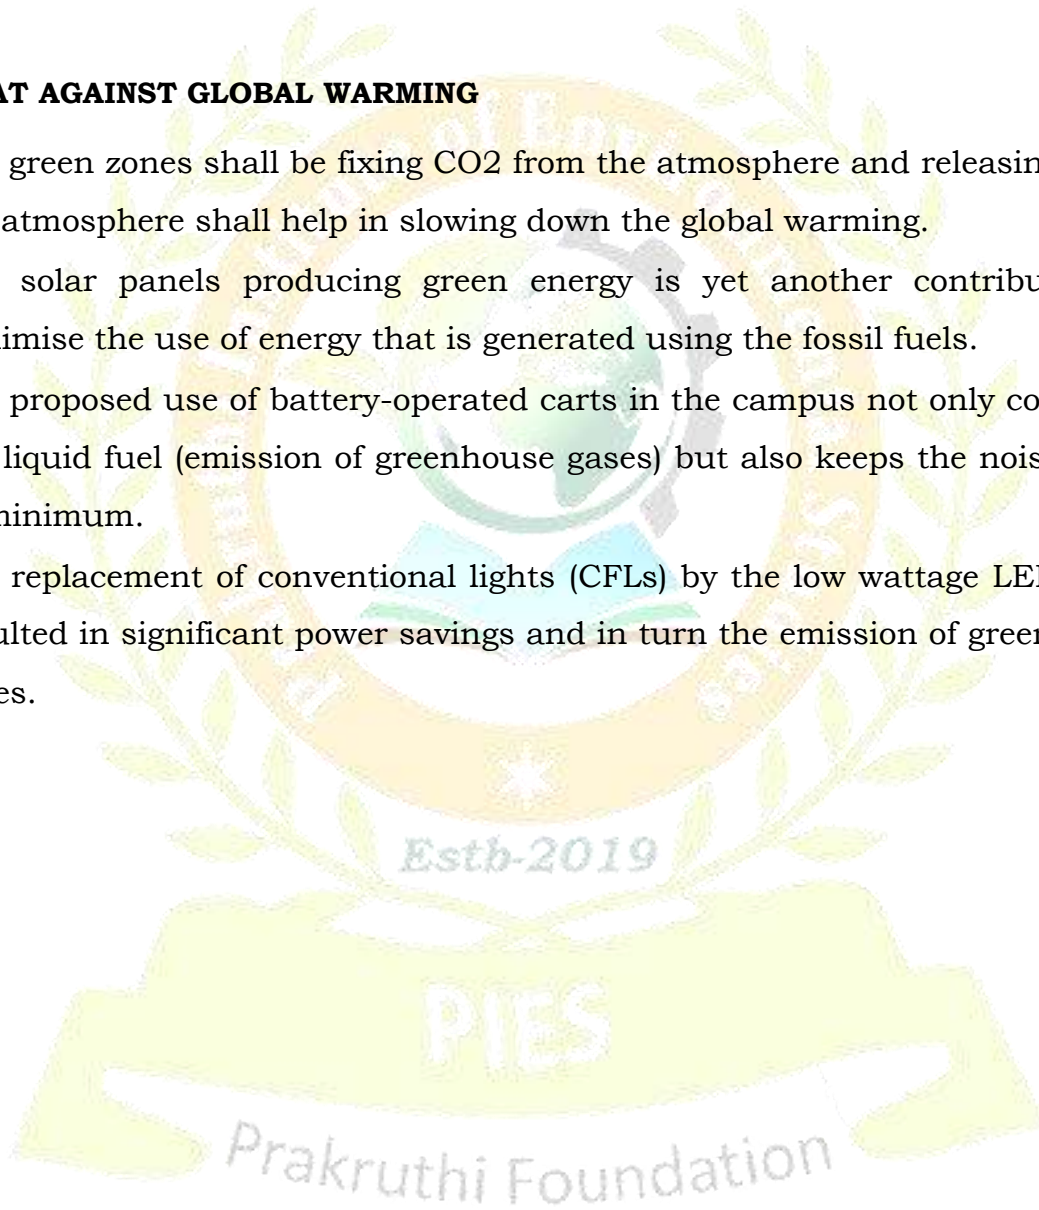 AT AGAINST GLOBAL WARMING
green zones shall be fixing CO2 from the atmosphere and releasin
atmosphere shall help in slowing down the global warming.
solar panels producing green energy is yet another contribu
imise the use of energy that is generated using the fossil fuels.
proposed use of battery-operated carts in the campus not only co
liquid fuel (emission of greenhouse gases) but also keeps the nois
minimum.
replacement of conventional lights (CFLs) by the low wattage LE
ulted in significant power savings and in turn the emission of green
es.
Estb-2019
PIES
Prakruthi Foundation